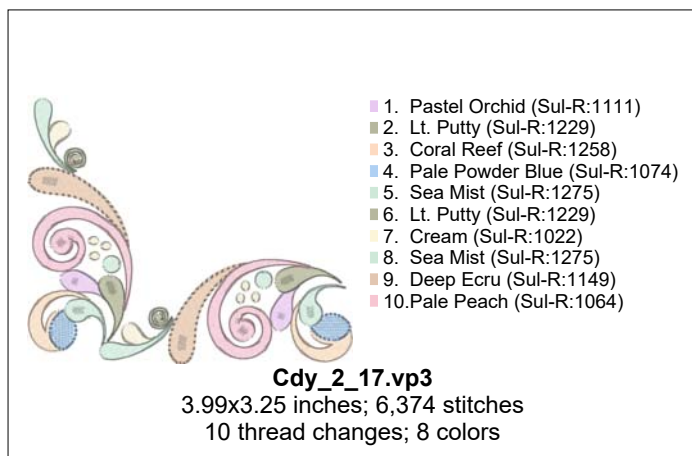 1. Pastel Orchid (Sul-R:1111)
2. Lt. Putty (Sul-R:1229)
3. Coral Reef (Sul-R:1258)
4. Pale Powder Blue (Sul-R:1074)
5. Sea Mist (Sul-R:1275)
6. Lt. Putty (Sul-R:1229)
7. Cream (Sul-R:1022)
8. Sea Mist (Sul-R:1275)
9. Deep Ecru (Sul-R:1149)
10.Pale Peach (Sul-R:1064)
Cdy_2_17.vp3
3.99x3.25 inches; 6,374 stitches
10 thread changes; 8 colors